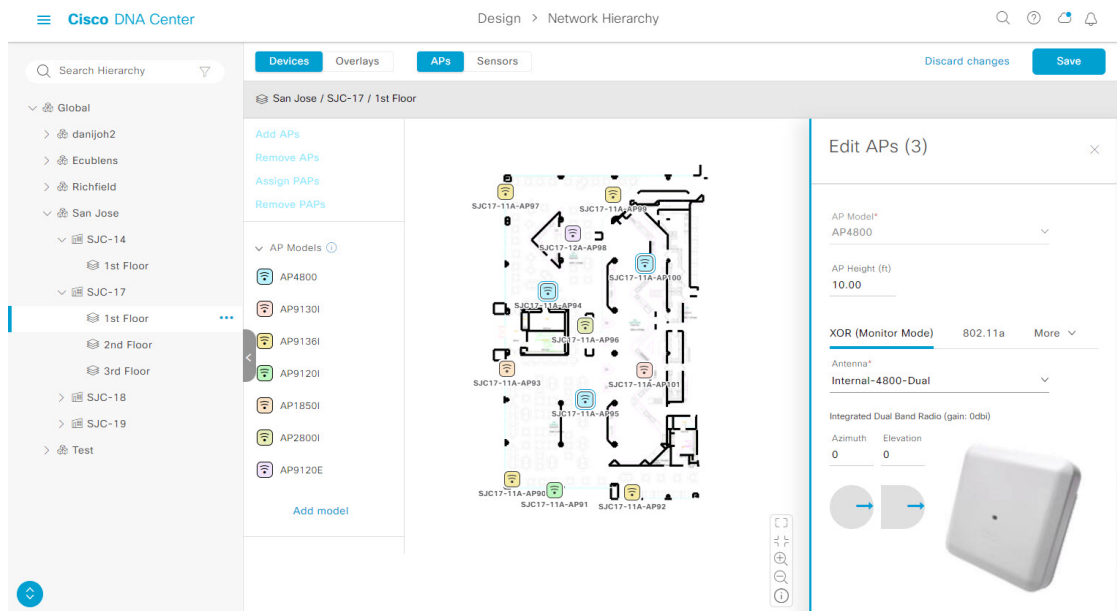 Cisco DNA Center
Design > Network Hierarchy
Search Hierarchy
Global
danijoh2
Ecublens
Richfield
San Jose
SJC-14
1st Floor
SJC-17
1st Floor
2nd Floor
3rd Floor
SJC-18
SJC-19
Test
Devices Overlays APs Sensors
Discard changes Save
San Jose / SJC-17 / 1st Floor
Add APs
Remove APs
Assign PAPs
Remove PAPs
AP Models
AP4800
AP9130I
AP9136I
AP9120I
AP1850I
AP2800I
AP9120E
Add model
SJC17-11A-AP97
SJC17-11A-AP99
SJC17-12A-AP98
SJC17-11A-AP100
SJC17-11A-AP94
SJC17-11A-AP96
SJC17-11A-AP93
SJC17-11A-AP101
SJC17-11A-AP95
SJC17-11A-AP90
SJC17-11A-AP91
SJC17-11A-AP92
Edit APs (3)
AP Model*
AP4800
AP Height (ft)
10.00
XOR (Monitor Mode) 802.11a More
Antenna*
Internal-4800-Dual
Integrated Dual Band Radio (gain: 0dbi)
Azimuth Elevation
0 0